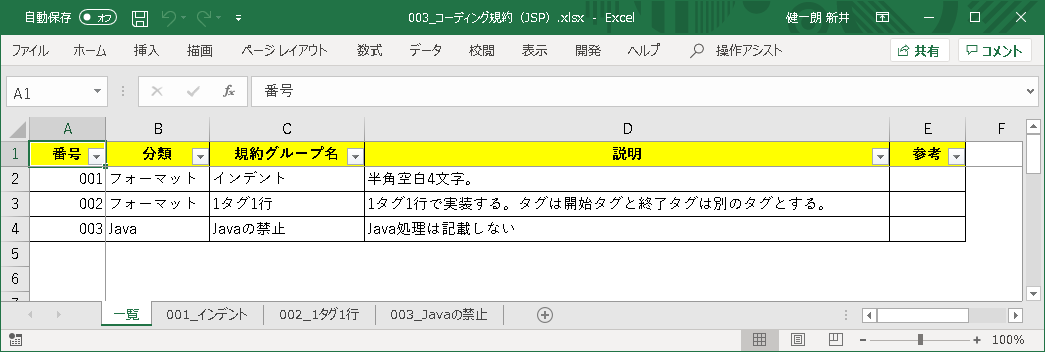 自動保存 オフ 003_コーディング規約（JSP）.xlsx - Excel 健一朗 新井
ファイル ホーム 挿入 描画 ページ レイアウト 数式 データ 校閲 表示 開発 ヘルプ 操作アシスト 共有 コメント
A1 fx 番号
A B C D E F
1 番号 分類 規約グループ名 説明 参考
2 001 フォーマット インデント 半角空白4文字。
3 002 フォーマット 1タグ1行 1タグ1行で実装する。タグは開始タグと終了タグは別のタグとする。
4 003 Java Javaの禁止 Java処理は記載しない
5
6
7
一覧 001_インデント 002_1タグ1行 003_Javaの禁止
100%